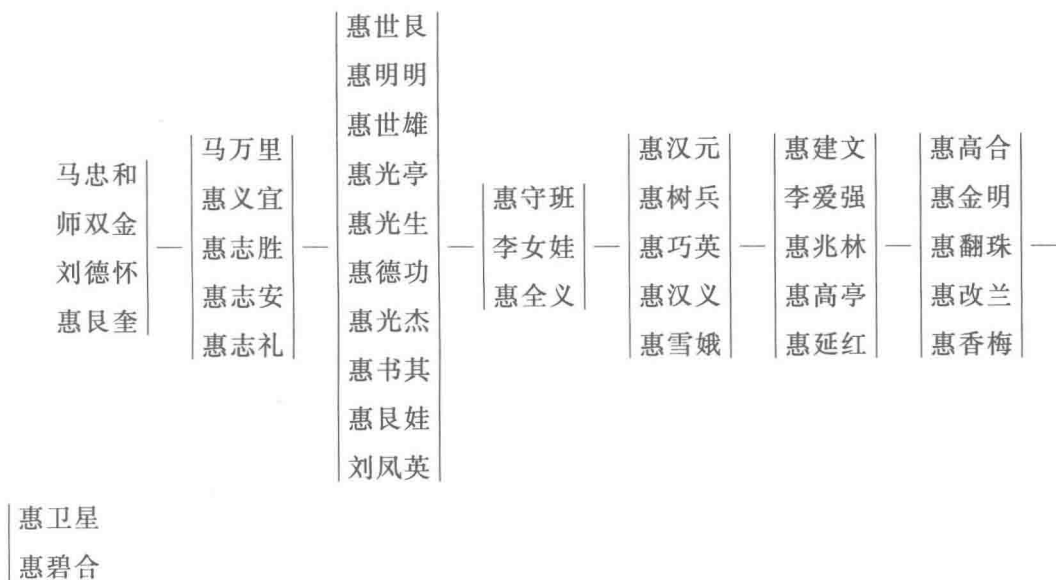 马忠和
师双金
刘德怀
惠艮奎
马万里
惠义宜
惠志胜
惠志安
惠志礼
惠世艮
惠明明
惠世雄
惠光亭
惠光生
惠德功
惠光杰
惠书其
惠艮娃
刘凤英
惠守班
李女娃
惠全义
惠汉元
惠树兵
惠巧英
惠汉义
惠雪娥
惠建文
李爱强
惠兆林
惠高亭
惠延红
惠高合
惠金明
惠翻珠
惠改兰
惠香梅
惠卫星
惠碧合